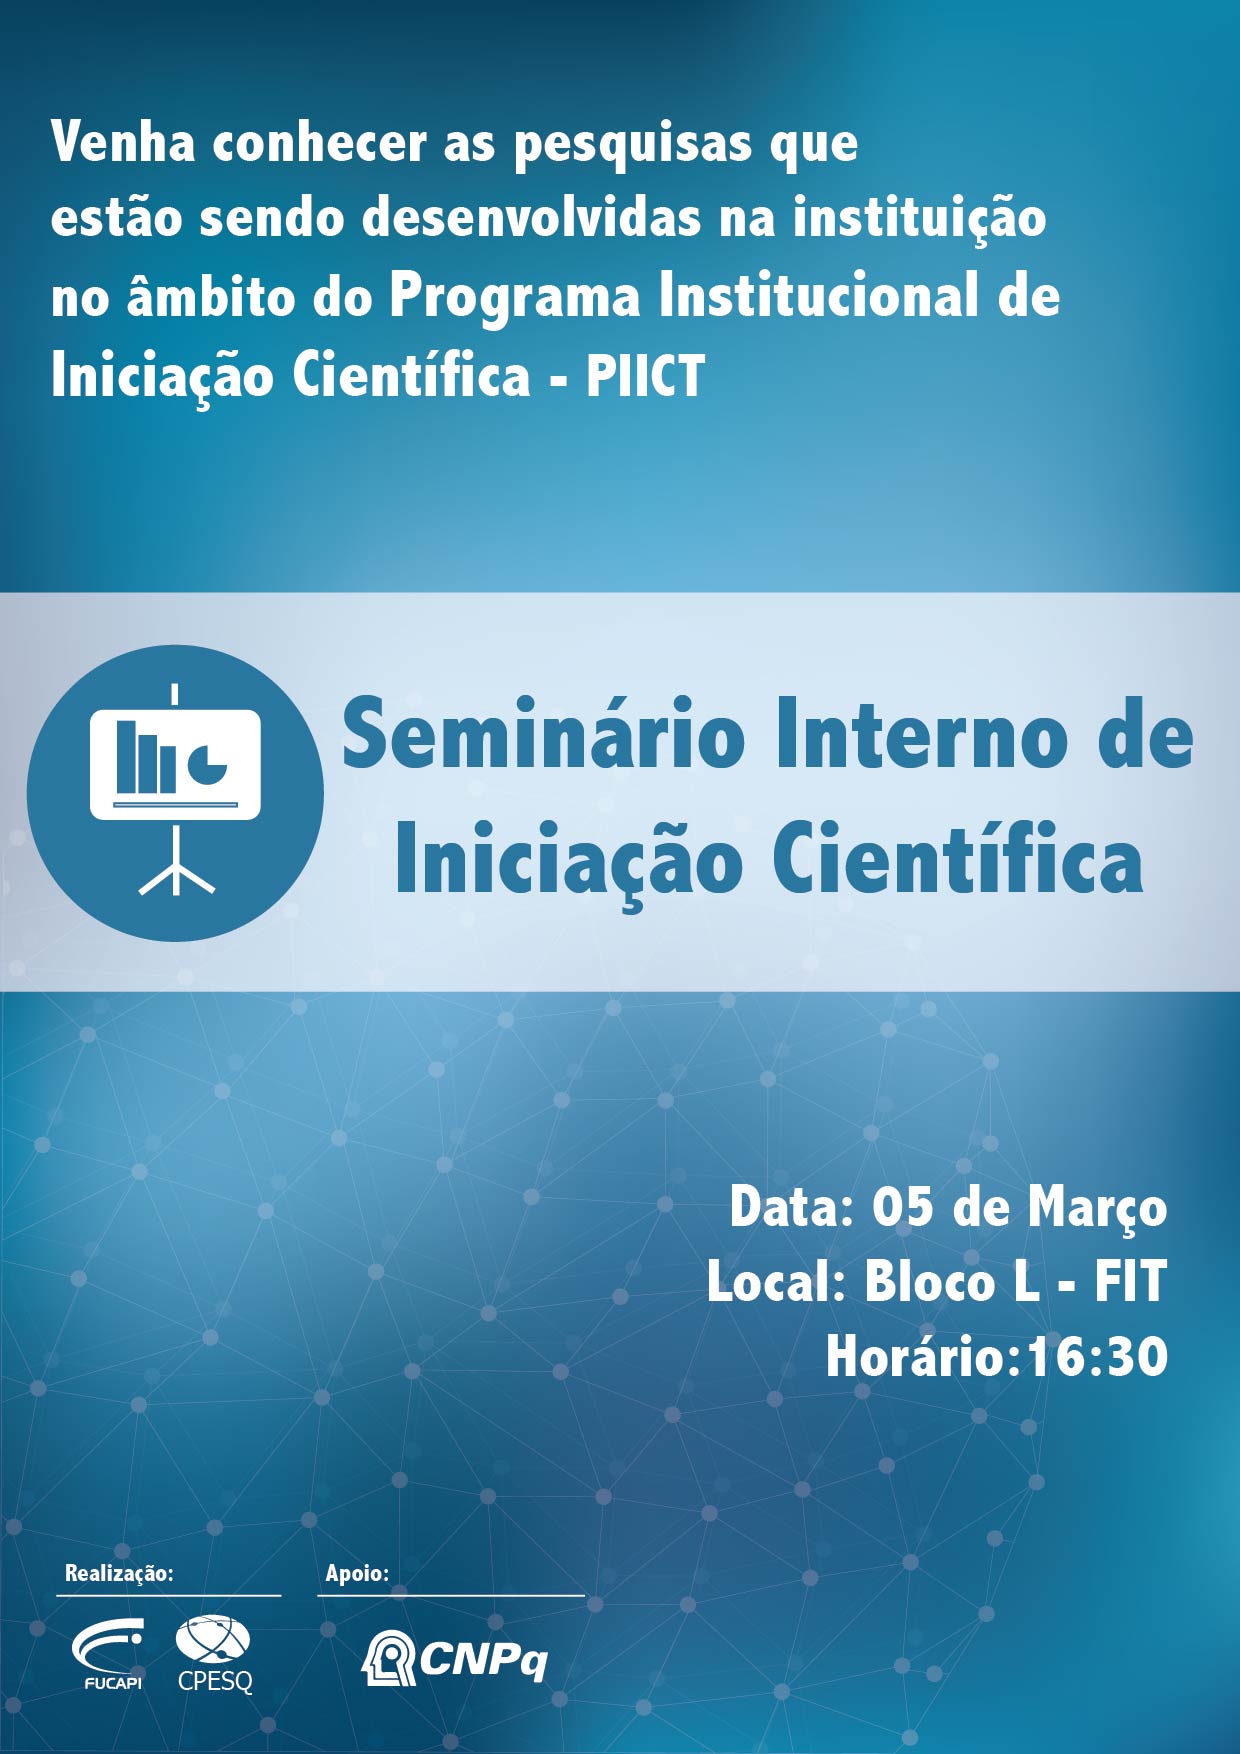 Venha conhecer as pesquisas que
estão sendo desenvolvidas na instituição
no âmbito do Programa Institucional de
Iniciação Científica - PIICT
Seminário Interno de
Iniciação Científica
Data: 05 de Março
Local: Bloco L - FIT
Horário:16:30
Realização:
Apoio:
FUCAPI
CPESQ
CNPq